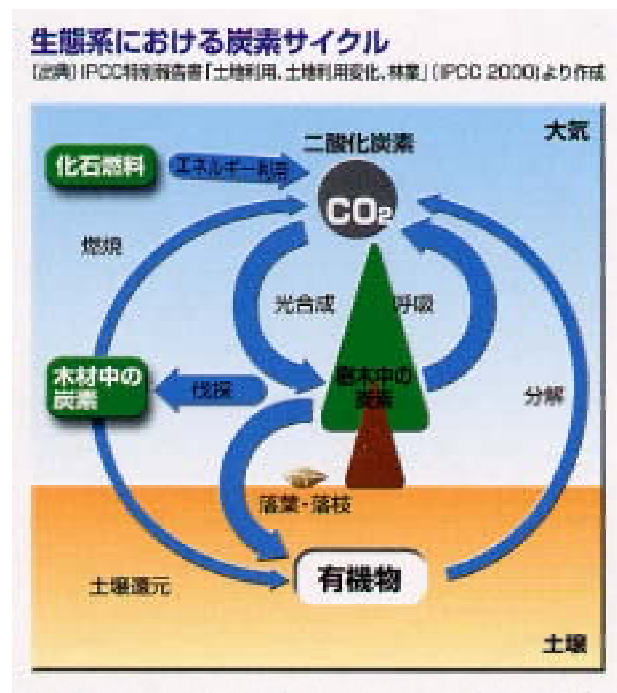 生態系における炭素サイクル
[出典] IPCC特別報告書「土地利用、土地利用変化、林業」(IPCC 2000)より作成
大気
二酸化炭素
化石燃料
エネルギー利用
CO₂
燃焼
光合成
呼吸
木材中の
炭素
伐採
樹木中の
炭素
分解
落葉・落枝
土壌還元
有機物
土壌